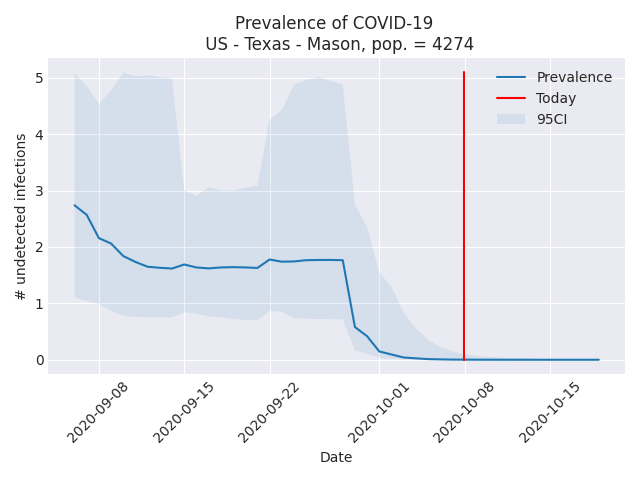 Prevalence of COVID-19
US - Texas - Mason, pop. = 4274
# undetected infections
5
4
3
2
1
0
Prevalence
Today
95CI
2020-09-08
2020-09-15
2020-09-22
2020-10-01
2020-10-08
2020-10-15
Date